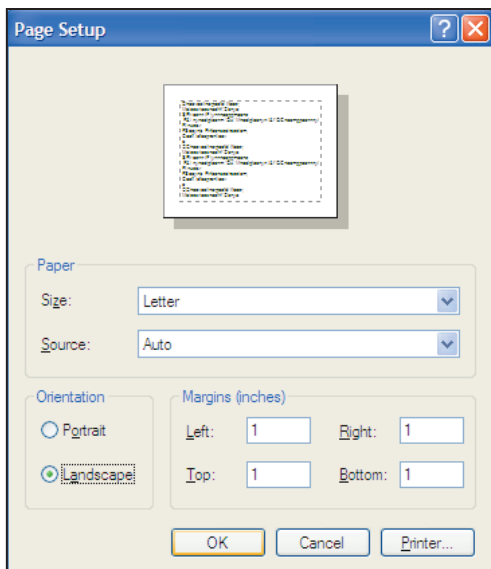 Page Setup
Paper
Size: Letter
Source: Auto
Orientation
Portrait
Landscape
Margins (inches)
Left: 1 Right: 1
Top: 1 Bottom: 1
OK Cancel Printer...